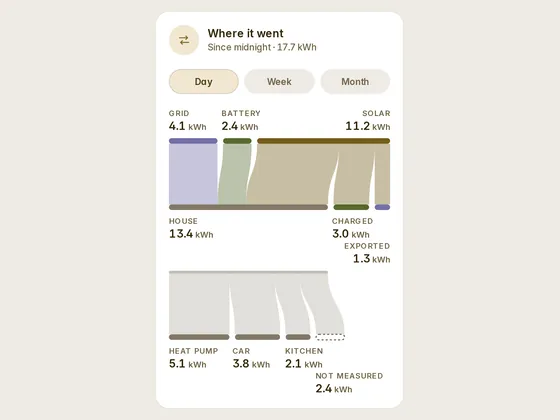 Where it went
Since midnight · 17.7 kWh
Day Week Month
GRID BATTERY SOLAR
4.1 kWh 2.4 kWh 11.2 kWh
HOUSE CHARGED
13.4 kWh 3.0 kWh
EXPORTED
1.3 kWh
HEAT PUMP CAR KITCHEN
5.1 kWh 3.8 kWh 2.1 kWh
NOT MEASURED
2.4 kWh